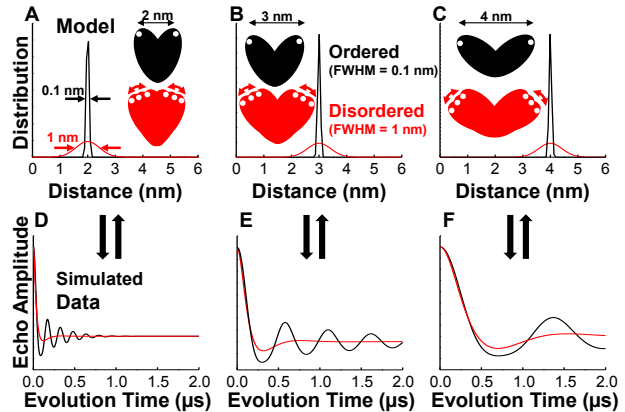 A
2 nm
B
3 nm
C
4 nm
Model
Ordered
(FWHM = 0.1 nm)
0.1 nm
Disordered
(FWHM = 1 nm)
1 nm
Distribution
0 1 2 3 4 5 6
0 1 2 3 4 5 6
0 1 2 3 4 5 6
Distance (nm)
Distance (nm)
Distance (nm)
D
E
F
Simulated
Data
Echo Amplitude
0.0 0.5 1.0 1.5 2.0
0.0 0.5 1.0 1.5 2.0
0.0 0.5 1.0 1.5 2.0
Evolution Time (µs)
Evolution Time (µs)
Evolution Time (µs)